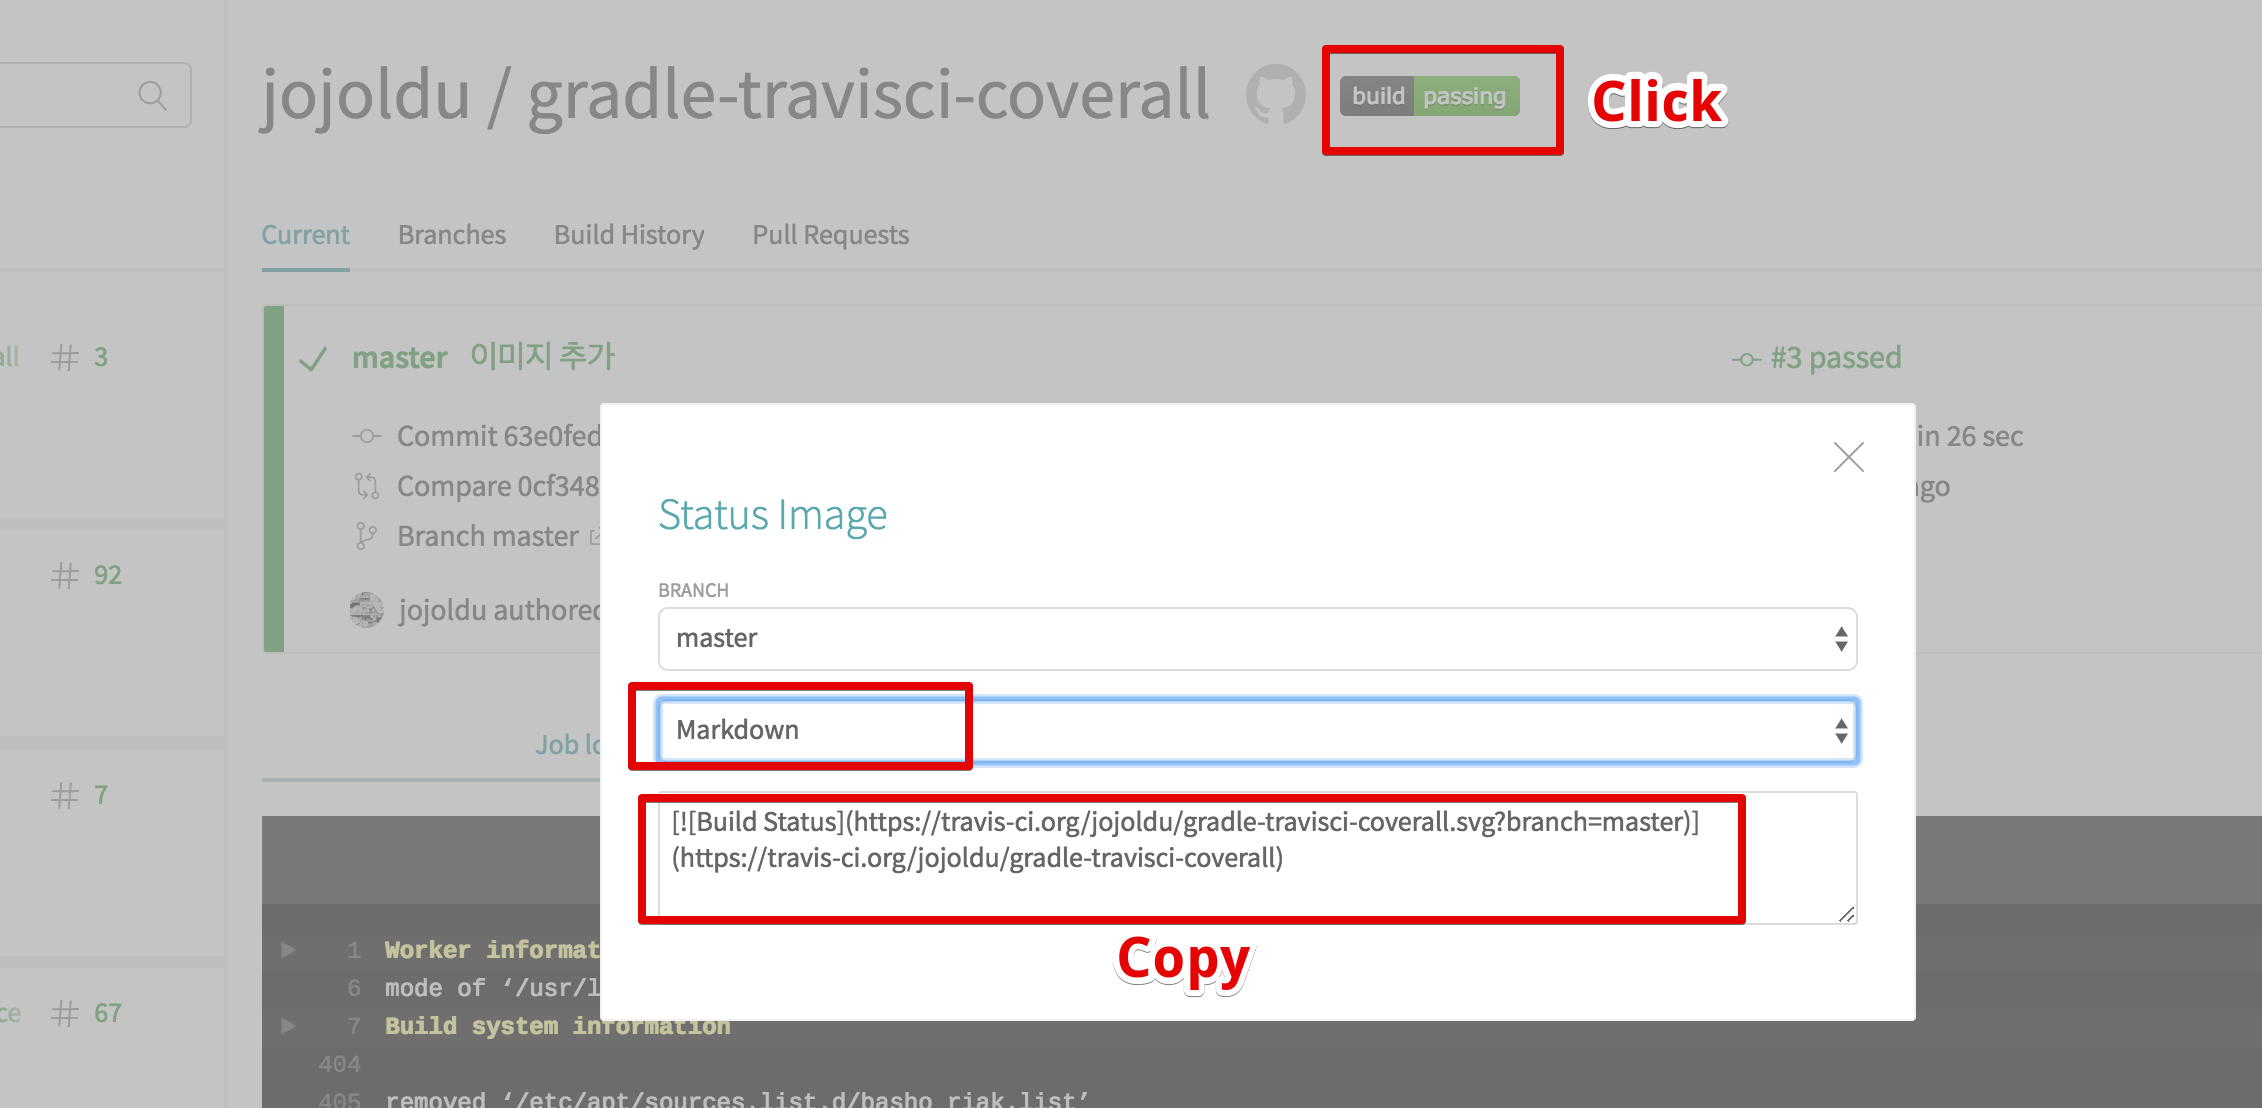 jojoldu / gradle-travisci-coverall
build passing
Click
Current Branches Build History Pull Requests
all # 3
master 이미지 추가
#3 passed
Commit 63e0fed
in 26 sec
Compare 0cf348
ago
Branch master
# 92
jojoldu authored
Status Image
BRANCH
master
Markdown
Job lo
# 7
[![Build Status](https://travis-ci.org/jojoldu/gradle-travisci-coverall.svg?branch=master)]
(https://travis-ci.org/jojoldu/gradle-travisci-coverall)
Copy
1 Worker informat
6 mode of ‘/usr/l
ce # 67
7 Build system information
404
405 removed ‘/etc/apt/sources.list.d/basho_riak.list’